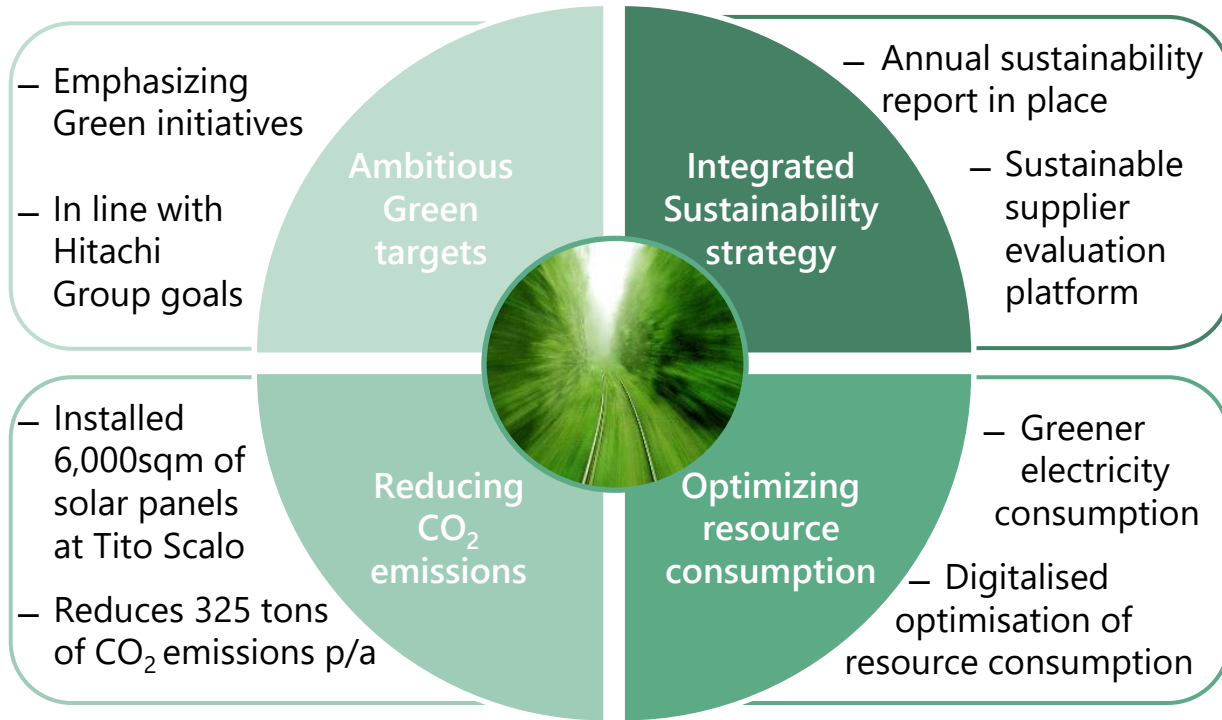 – Emphasizing
Green initiatives
– In line with
Hitachi
Group goals
Ambitious
Green
targets
Integrated
Sustainability
strategy
– Annual sustainability
report in place
– Sustainable
supplier
evaluation
platform
– Installed
6,000sqm of
solar panels
at Tito Scalo
– Reduces 325 tons
of CO₂ emissions p/a
Reducing
CO₂
emissions
Optimizing
resource
consumption
– Greener
electricity
consumption
– Digitalised
optimisation of
resource consumption